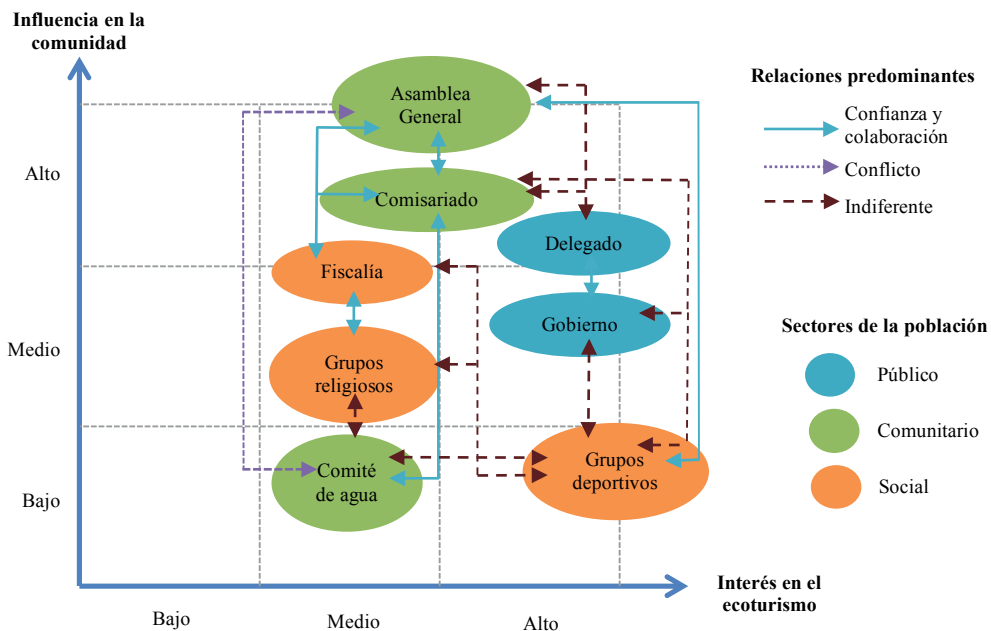 Influencia en la
comunidad
Alto
Medio
Bajo
Asamblea
General
Comisariado
Delegado
Fiscalía
Gobierno
Grupos
religiosos
Comité
de agua
Grupos
deportivos
Bajo
Medio
Alto
Interés en el
ecoturismo
Relaciones predominantes
Confianza y
colaboración
Conflicto
Indiferente
Sectores de la población
Público
Comunitario
Social